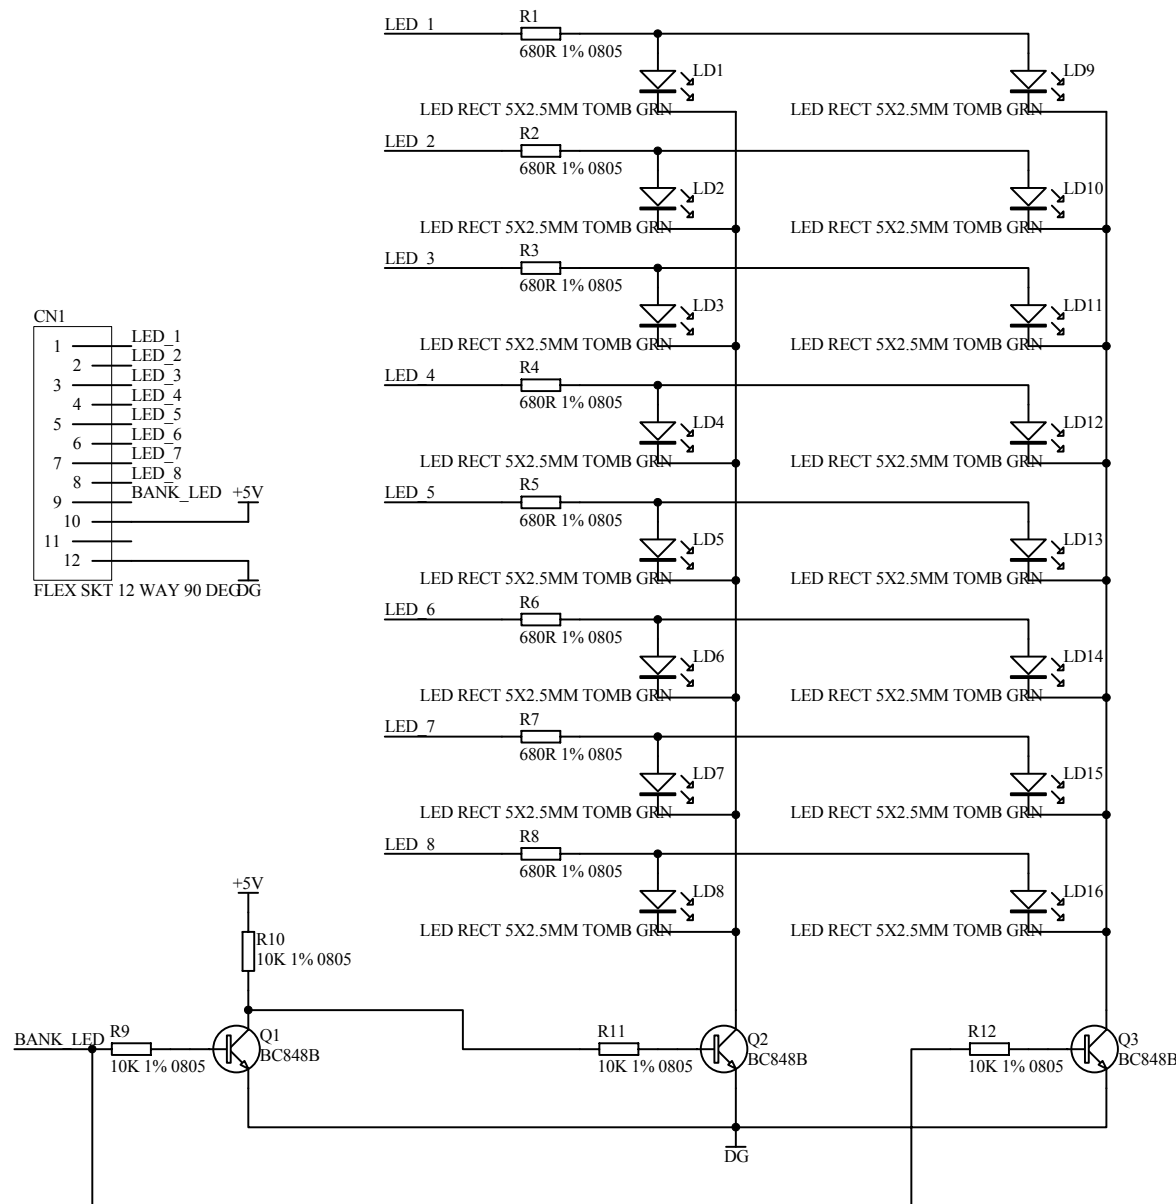 LED_1
R1
680R 1% 0805
LD1
LD9
LED RECT 5X2.5MM TOMB GRN
LED RECT 5X2.5MM TOMB GRN
LED_2
R2
680R 1% 0805
LD2
LD10
LED RECT 5X2.5MM TOMB GRN
LED RECT 5X2.5MM TOMB GRN
LED_3
R3
680R 1% 0805
LD3
LD11
LED RECT 5X2.5MM TOMB GRN
LED RECT 5X2.5MM TOMB GRN
CN1
1
LED_1
2
LED_2
3
LED_3
4
LED_4
5
LED_5
6
LED_6
7
LED_7
8
LED_8
9
BANK_LED
+5V
10
11
12
FLEX SKT 12 WAY 90 DEG
DG
LED_4
R4
680R 1% 0805
LD4
LD12
LED RECT 5X2.5MM TOMB GRN
LED RECT 5X2.5MM TOMB GRN
LED_5
R5
680R 1% 0805
LD5
LD13
LED RECT 5X2.5MM TOMB GRN
LED RECT 5X2.5MM TOMB GRN
LED_6
R6
680R 1% 0805
LD6
LD14
LED RECT 5X2.5MM TOMB GRN
LED RECT 5X2.5MM TOMB GRN
LED_7
R7
680R 1% 0805
LD7
LD15
LED RECT 5X2.5MM TOMB GRN
LED RECT 5X2.5MM TOMB GRN
LED_8
R8
680R 1% 0805
LD8
LD16
LED RECT 5X2.5MM TOMB GRN
LED RECT 5X2.5MM TOMB GRN
+5V
R10
10K 1% 0805
BANK_LED
R9
10K 1% 0805
Q1
BC848B
R11
10K 1% 0805
Q2
BC848B
R12
10K 1% 0805
Q3
BC848B
DG